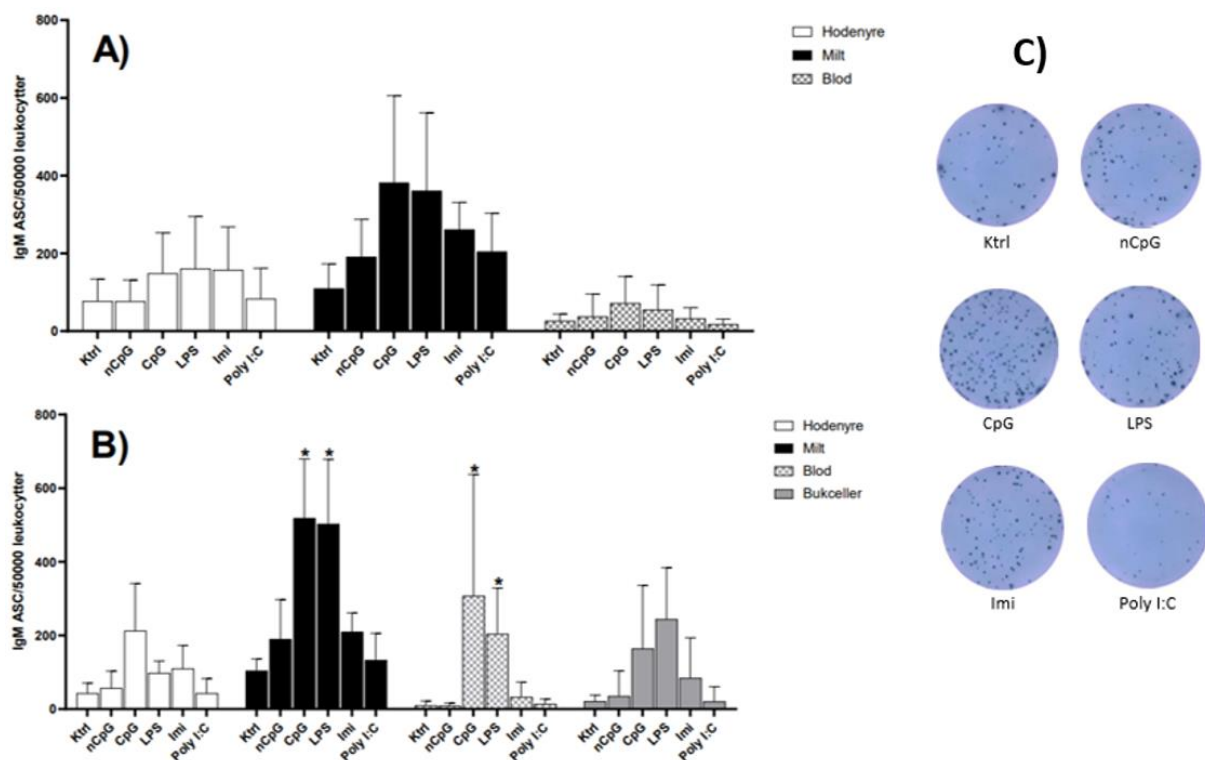 A)
IgM ASC/50000 leukocytter
800
600
400
200
0
Ktrl nCpG CpG LPS Imi Poly I:C
Ktrl nCpG CpG LPS Imi Poly I:C
Ktrl nCpG CpG LPS Imi Poly I:C
Hodenyre
Milt
Blod
B)
IgM ASC/50000 leukocytter
800
600
400
200
0
* * * *
Ktrl nCpG CpG LPS Imi Poly I:C
Ktrl nCpG CpG LPS Imi Poly I:C
Ktrl nCpG CpG LPS Imi Poly I:C
Ktrl nCpG CpG LPS Imi Poly I:C
Hodenyre
Milt
Blod
Bukceller
C)
Ktrl nCpG
CpG LPS
Imi Poly I:C